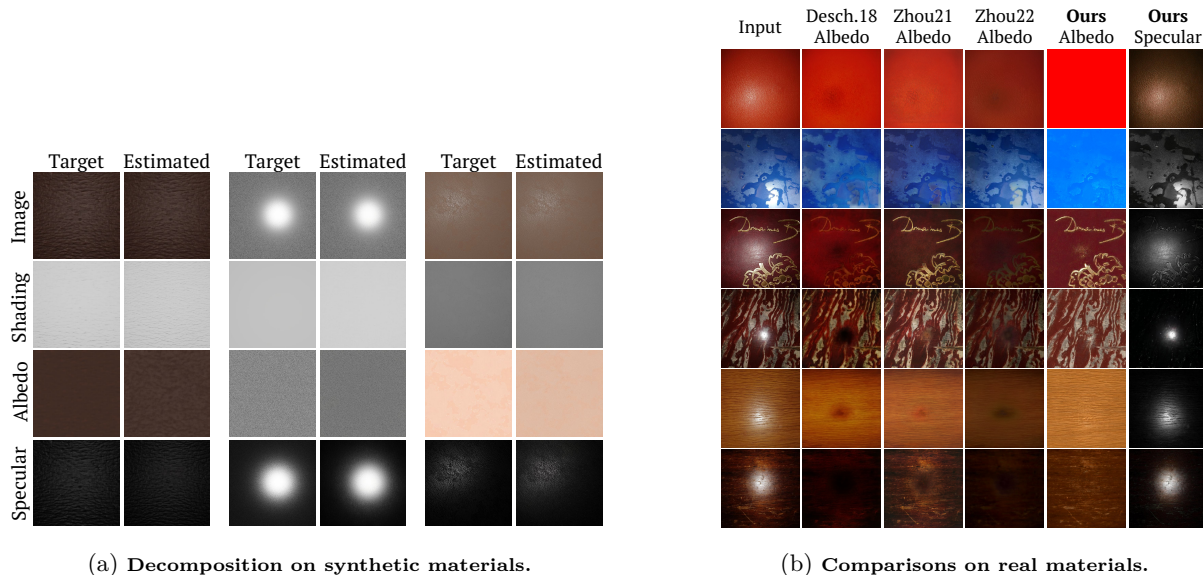 Target Estimated Target Estimated Target Estimated
Image
Shading
Albedo
Specular
(a) Decomposition on synthetic materials.
Input Desch.18 Albedo Zhou21 Albedo Zhou22 Albedo Ours Albedo Ours Specular
Domainus B
(b) Comparisons on real materials.